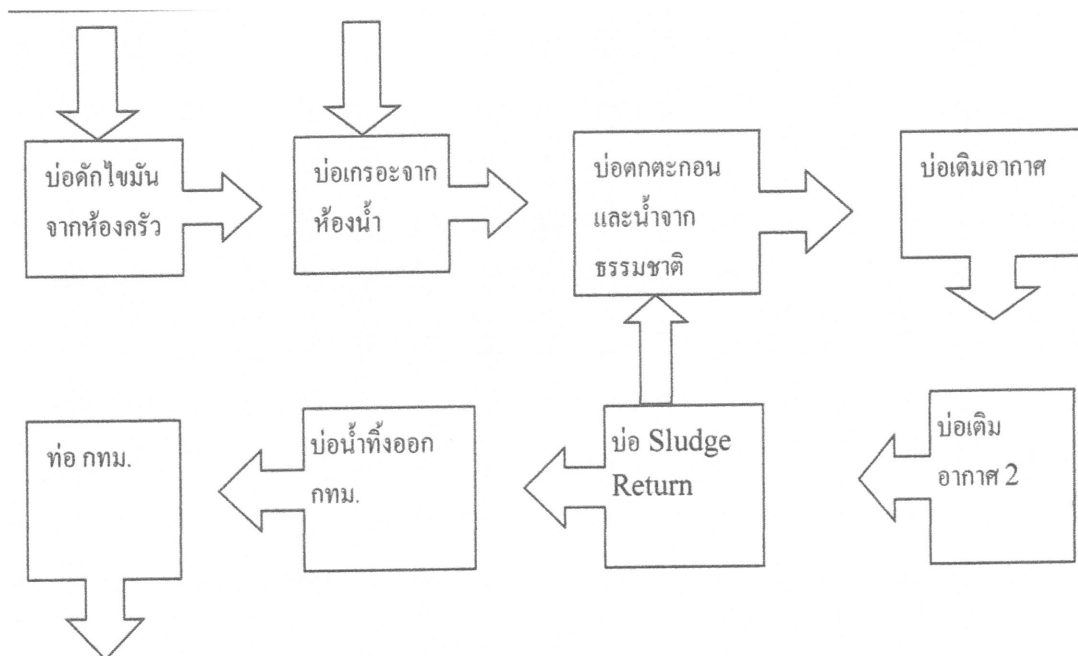 บ่อดักไขมัน
จากห้องครัว
บ่อเกรอะจาก
ห้องน้ำ
บ่อตกตะกอน
และน้ำจาก
ธรรมชาติ
บ่อเติมอากาศ
ท่อ กทม.
บ่อน้ำทิ้งออก
กทม.
บ่อ Sludge
Return
บ่อเติม
อากาศ 2